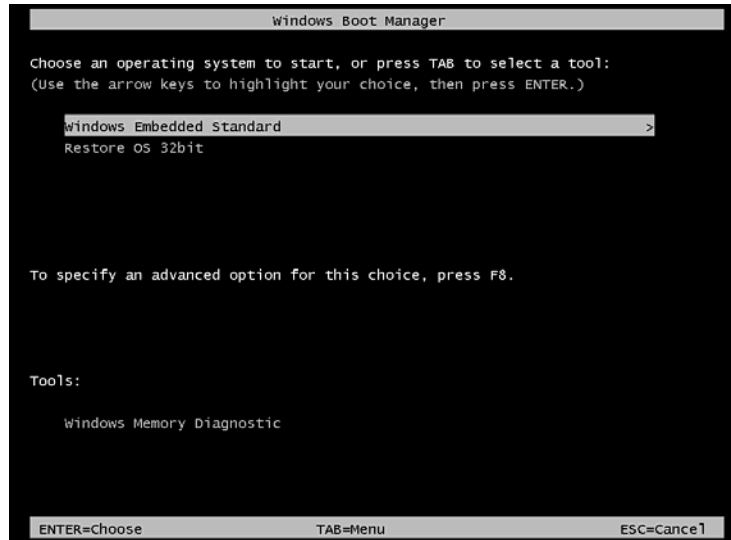 Windows Boot Manager
Choose an operating system to start, or press TAB to select a tool:
(Use the arrow keys to highlight your choice, then press ENTER.)
Windows Embedded Standard >
Restore OS 32bit
To specify an advanced option for this choice, press F8.
Tools:
Windows Memory Diagnostic
ENTER=Choose TAB=Menu ESC=Cancel